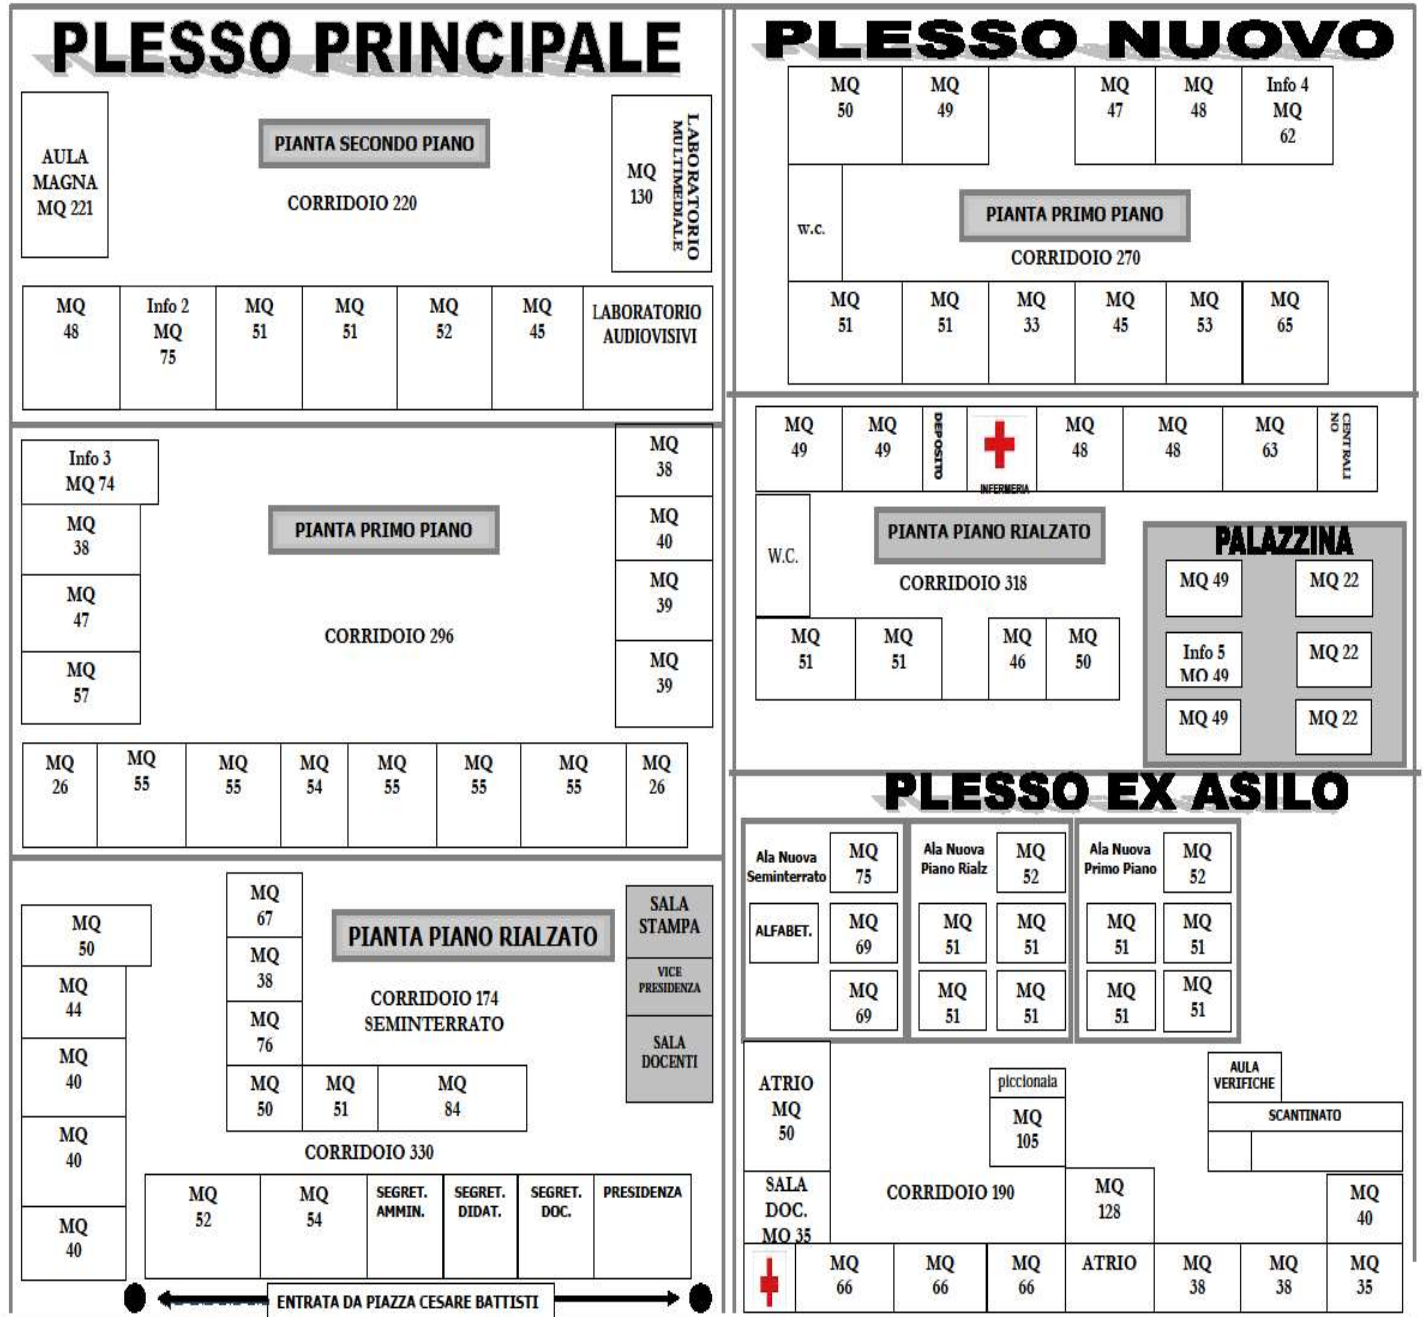 PLESSO PRINCIPALE
AULA
MAGNA
MQ 221
PIANTA SECONDO PIANO
CORRIDOIO 220
MQ
130
LABORATORIO
MULTIMEDIALE
MQ
48
Info 2
MQ
75
MQ
51
MQ
51
MQ
52
MQ
45
LABORATORIO
AUDIOVISIVI
Info 3
MQ 74
MQ
38
MQ
47
MQ
57
PIANTA PRIMO PIANO
CORRIDOIO 296
MQ
38
MQ
40
MQ
39
MQ
39
MQ
26
MQ
55
MQ
55
MQ
54
MQ
55
MQ
55
MQ
55
MQ
26
MQ
50
MQ
44
MQ
40
MQ
40
MQ
40
MQ
67
MQ
38
MQ
76
MQ
50
MQ
51
MQ
84
PIANTA PIANO RIALZATO
CORRIDOIO 174
SEMINTERRATO
SALA
STAMPA
VICE
PRESIDENZA
SALA
DOCENTI
CORRIDOIO 330
MQ
52
MQ
54
SEGRET.
AMMIN.
SEGRET.
DIDAT.
SEGRET.
DOC.
PRESIDENZA
ENTRATA DA PIAZZA CESARE BATTISTI
PLESSO NUOVO
MQ
50
MQ
49
MQ
47
MQ
48
Info 4
MQ
62
w.c.
PIANTA PRIMO PIANO
CORRIDOIO 270
MQ
51
MQ
51
MQ
33
MQ
45
MQ
53
MQ
65
MQ
49
MQ
49
DEPOSITO
INFERMERIA
MQ
48
MQ
48
MQ
63
CENTRALI
NO
W.C.
PIANTA PIANO RIALZATO
CORRIDOIO 318
MQ
51
MQ
51
MQ
46
MQ
50
PALAZZINA
MQ 49
MQ 22
Info 5
MQ 49
MQ 22
MQ 49
MQ 22
PLESSO EX ASILO
Ala Nuova
Seminterrato
MQ
75
ALFABET.
MQ
69
MQ
69
Ala Nuova
Piano Rialz
MQ
52
MQ
51
MQ
51
MQ
51
MQ
51
Ala Nuova
Primo Piano
MQ
52
MQ
51
MQ
51
MQ
51
MQ
51
ATRIO
MQ
50
SALA
DOC.
MQ 35
piccionaia
MQ
105
CORRIDOIO 190
MQ
128
AULA
VERIFICHE
SCANTINATO
MQ
40
MQ
66
MQ
66
MQ
66
ATRIO
MQ
38
MQ
38
MQ
35